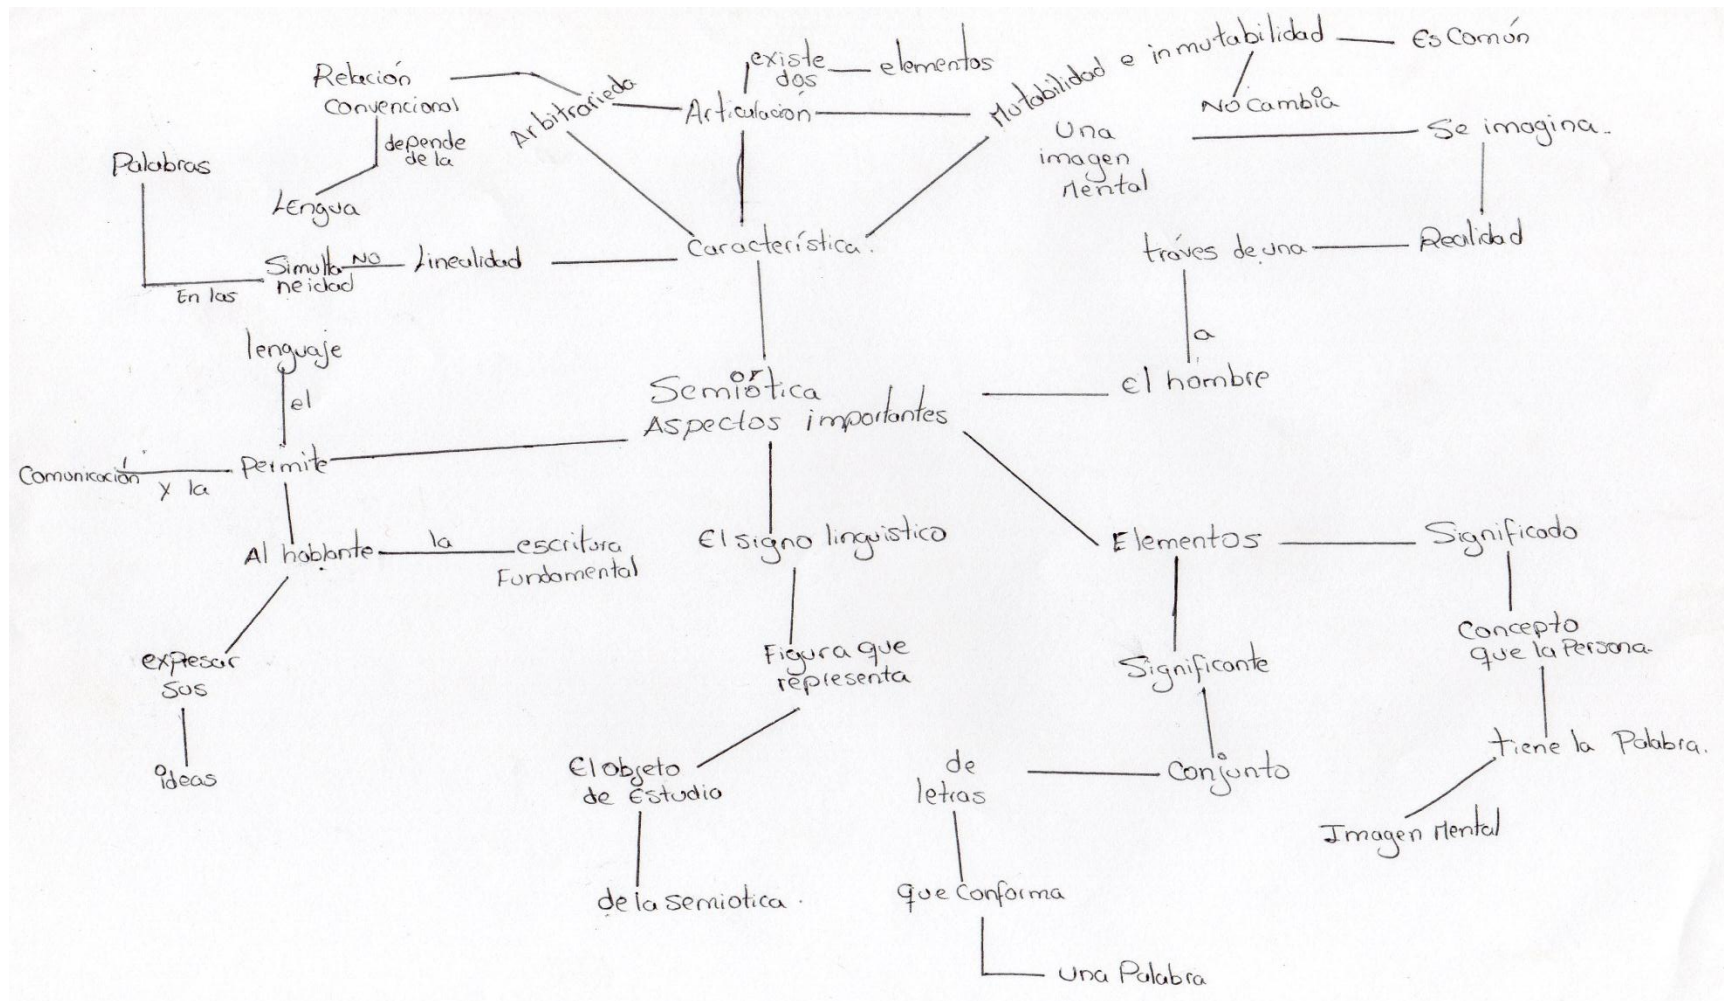 existe
dos
elementos
Mutabilidad e inmutabilidad
Es Común
Relación
Convencional
Arbitrarieda
Articulación
No Cambia
depende
de la
Una
imagen
Mental
Se imagina.
Palabras
Lengua
Característica.
través de una
Realidad
Simulta
neidad
NO
Linealidad
En las
lenguaje
el
a
El hombre
Semiótica
Aspectos importantes
Comunicación
y la
Permite
Al hablante
la
escritura
Fundamental
El signo linguistico
Elementos
Significado
expresar
sus
ideas
Figura que
representa
Significante
Concepto
que la Persona
El objeto
de Estudio
de
letras
Conjunto
tiene la Palabra.
Imagen Mental
de la semiotica.
que Conforma
una Palabra